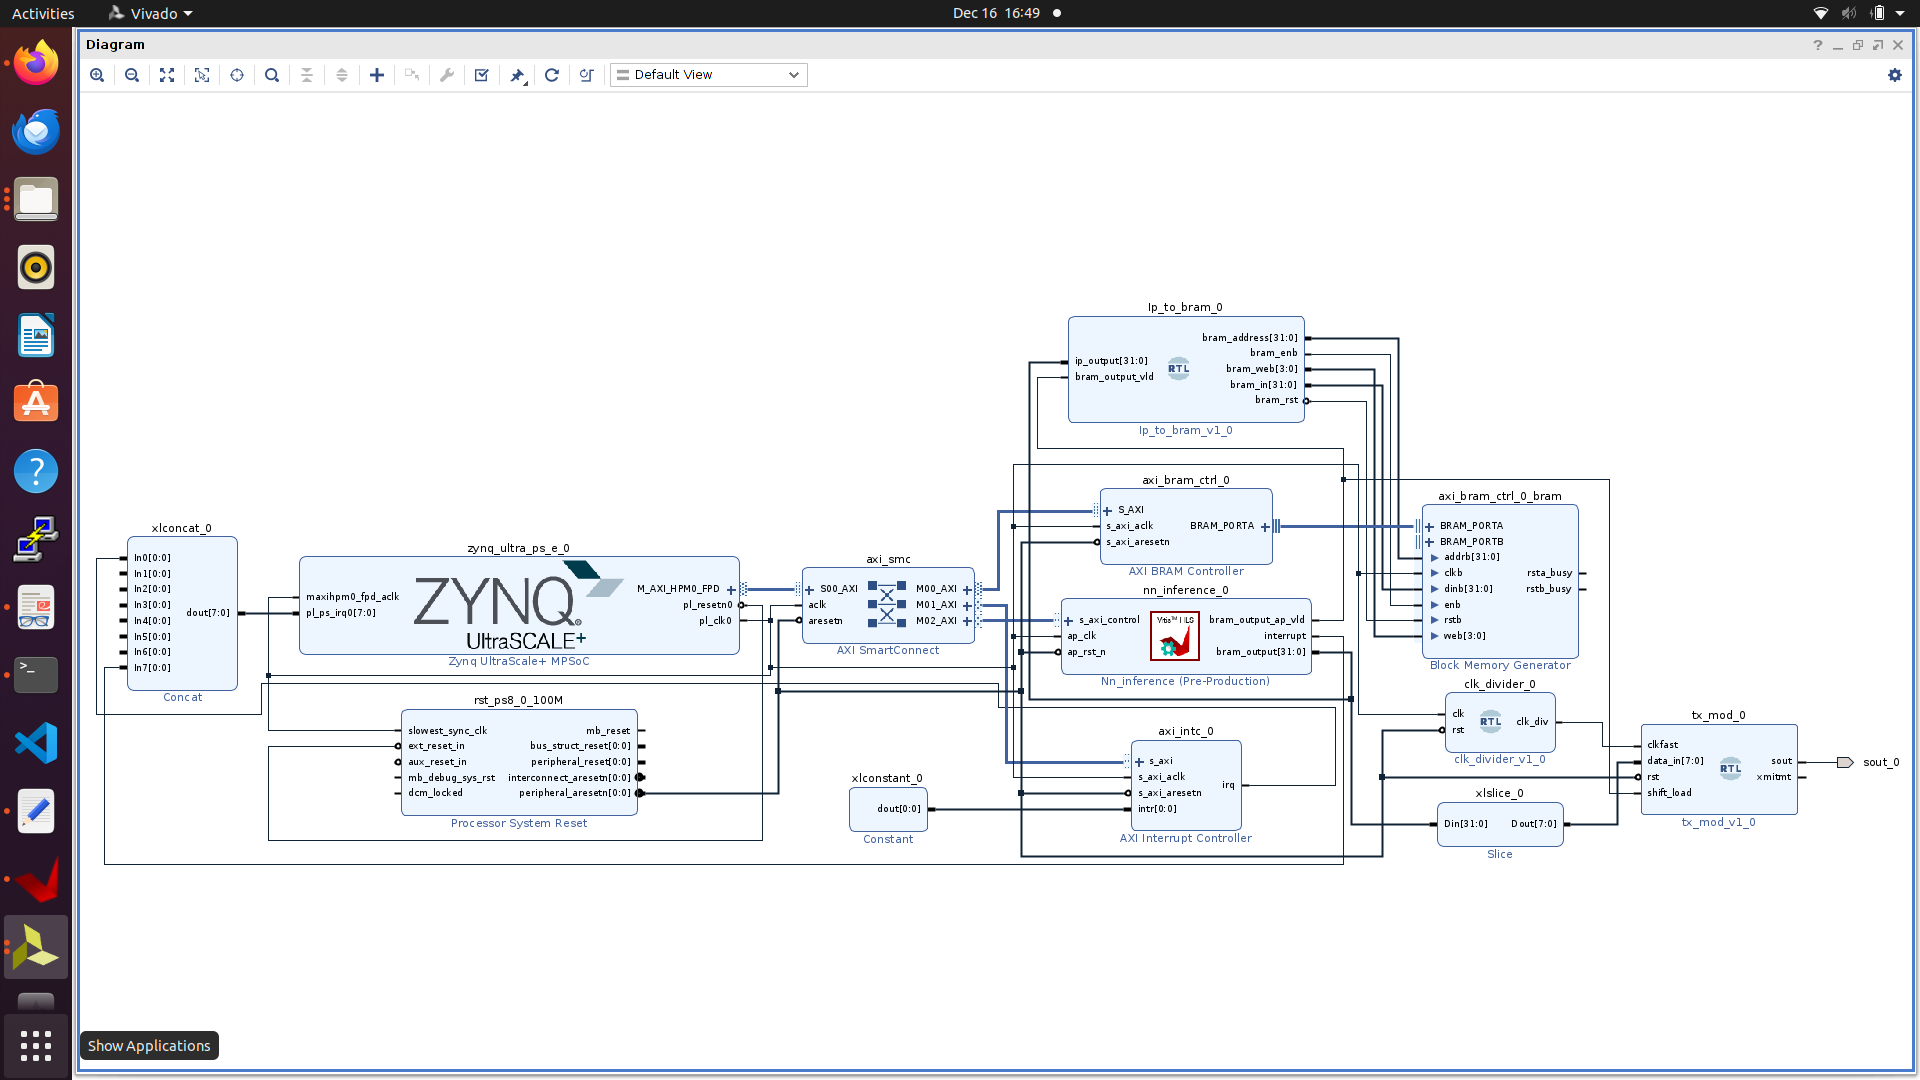 Activities
Vivado
Dec 16 16:49
Diagram
Default View
Ip_to_bram_0
ip_output[31:0]
bram_output_vld
RTL
bram_address[31:0]
bram_enb
bram_web[3:0]
bram_in[31:0]
bram_rst
Ip_to_bram_v1_0
axi_bram_ctrl_0
S_AXI
s_axi_aclk
s_axi_aresetn
BRAM_PORTA
AXI BRAM Controller
axi_bram_ctrl_0_bram
BRAM_PORTA
BRAM_PORTB
addrb[31:0]
clkb
dinb[31:0]
enb
rstb
web[3:0]
rsta_busy
rstb_busy
Block Memory Generator
xlconcat_0
In0[0:0]
In1[0:0]
In2[0:0]
In3[0:0]
In4[0:0]
In5[0:0]
In6[0:0]
In7[0:0]
dout[7:0]
Concat
zynq_ultra_ps_e_0
maxihpm0_fpd_aclk
pl_ps_irq0[7:0]
ZYNQ
UltraSCALE+
M_AXI_HPM0_FPD
pl_resetn0
pl_clk0
Zynq UltraScale+ MPSoC
axi_smc
S00_AXI
aclk
aresetn
M00_AXI
M01_AXI
M02_AXI
AXI SmartConnect
nn_inference_0
s_axi_control
ap_clk
ap_rst_n
Vitis™ HLS
bram_output_ap_vld
interrupt
bram_output[31:0]
Nn_inference (Pre-Production)
rst_ps8_0_100M
slowest_sync_clk
ext_reset_in
aux_reset_in
mb_debug_sys_rst
dcm_locked
mb_reset
bus_struct_reset[0:0]
peripheral_reset[0:0]
interconnect_aresetn[0:0]
peripheral_aresetn[0:0]
Processor System Reset
xlconstant_0
dout[0:0]
Constant
axi_intc_0
s_axi
s_axi_aclk
s_axi_aresetn
intr[0:0]
irq
AXI Interrupt Controller
clk_divider_0
clk
rst
RTL
clk_div
clk_divider_v1_0
xlslice_0
Din[31:0]
Dout[7:0]
Slice
tx_mod_0
clkfast
data_in[7:0]
rst
shift_load
RTL
sout
xmitmt
tx_mod_v1_0
sout_0
Show Applications